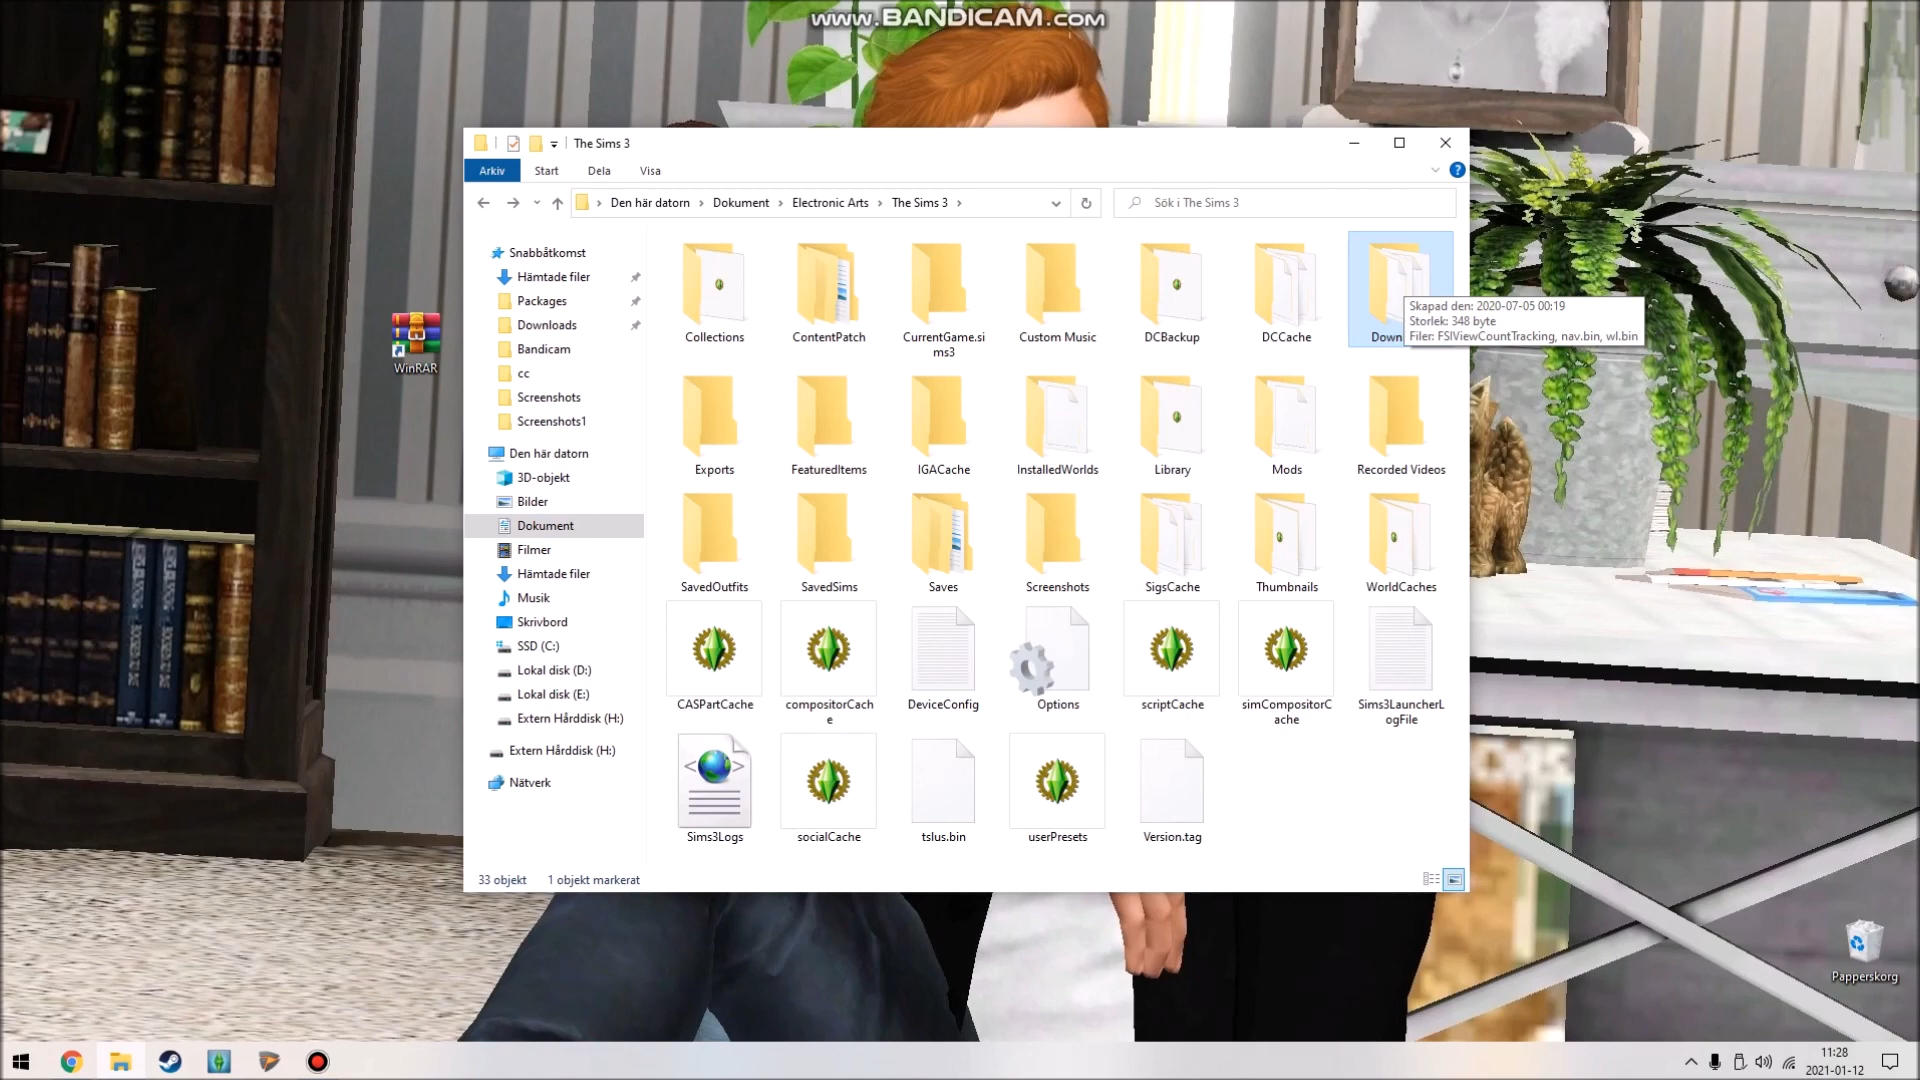 www.BANDICAM.com
The Sims 3
Arkiv
Start
Dela
Visa
Den här datorn
Dokument
Electronic Arts
The Sims 3
Sök i The Sims 3
Snabbåtkomst
Hämtade filer
Packages
Downloads
Bandicam
cc
Screenshots
Screenshots1
Den här datorn
3D-objekt
Bilder
Dokument
Filmer
Hämtade filer
Musik
Skrivbord
SSD (C:)
Lokal disk (D:)
Lokal disk (E:)
Extern Hårddisk (H:)
Extern Hårddisk (H:)
Nätverk
Collections
ContentPatch
CurrentGame.si
ms3
Custom Music
DCBackup
DCCache
Down
Skapad den: 2020-07-05 00:19
Storlek: 348 byte
Filer: FSIViewCountTracking, nav.bin, wl.bin
Exports
FeaturedItems
IGACache
InstalledWorlds
Library
Mods
Recorded Videos
SavedOutfits
SavedSims
Saves
Screenshots
SigsCache
Thumbnails
WorldCaches
CASPartCache
compositorCach
e
DeviceConfig
Options
scriptCache
simCompositorC
ache
Sims3LauncherL
ogFile
Sims3Logs
socialCache
tslus.bin
userPresets
Version.tag
33 objekt
1 objekt markerat
WinRAR
Papperskorg
11:28
2021-01-12